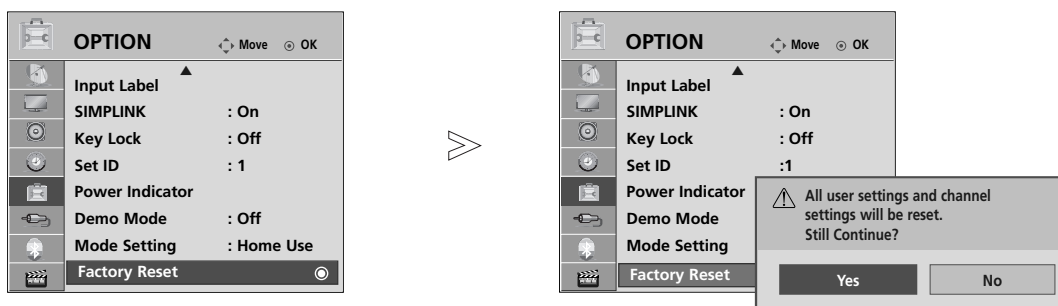 OPTION
Move
OK
Input Label
SIMPLINK : On
Key Lock : Off
Set ID : 1
Power Indicator
Demo Mode : Off
Mode Setting : Home Use
Factory Reset
OPTION
Move
OK
Input Label
SIMPLINK : On
Key Lock : Off
Set ID :1
Power Indicator
Demo Mode
Mode Setting
Factory Reset
All user settings and channel
settings will be reset.
Still Continue?
Yes
No